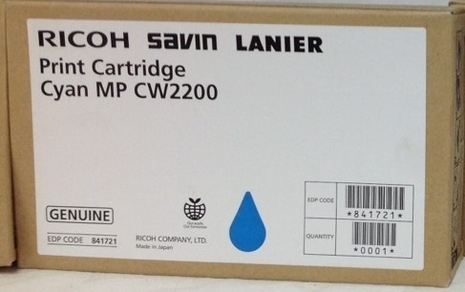 RICOH Savin LANIER
Print Cartridge
Cyan MP CW2200
GENUINE
EDP CODE 841721
RICOH COMPANY, LTD.
Made in Japan
EDP CODE
*841721*
QUANTITY
*0001*